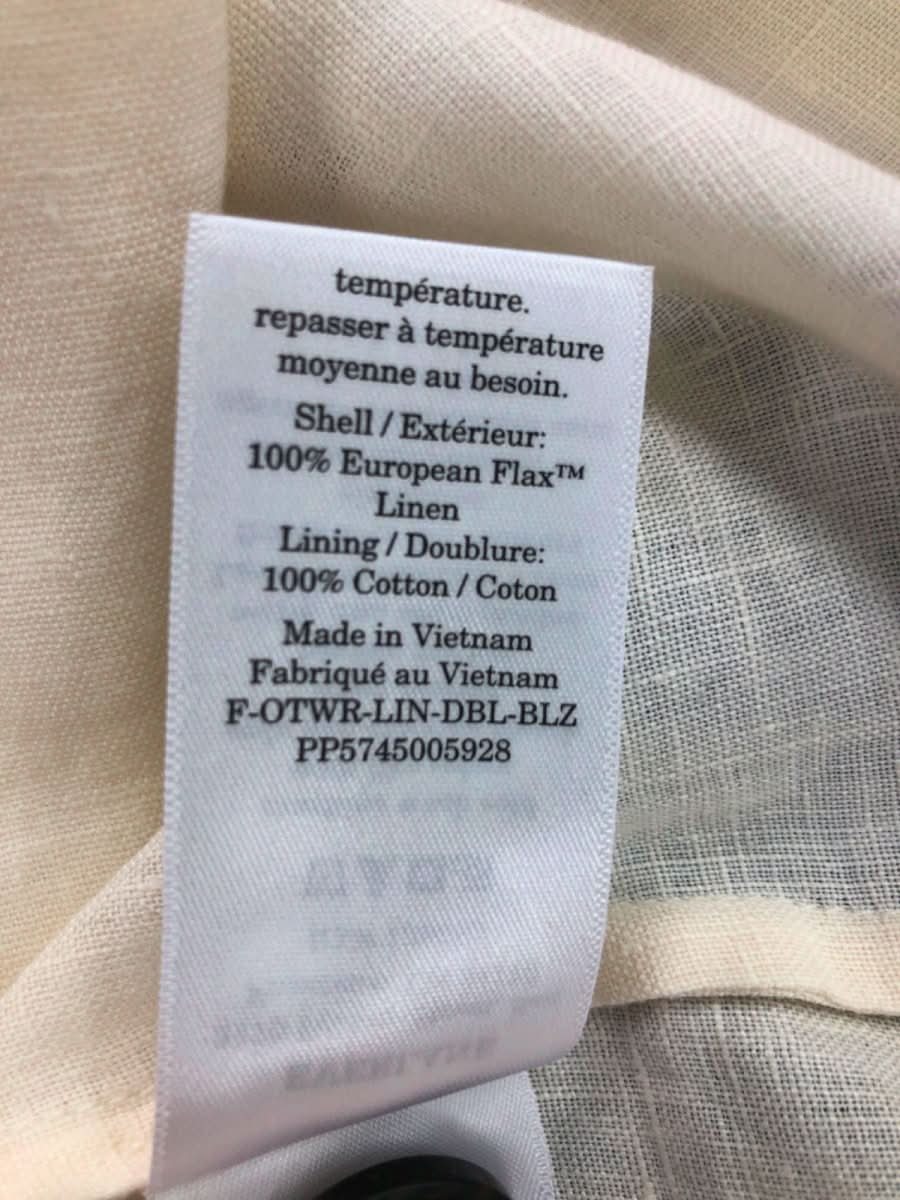 température.
repasser à température
moyenne au besoin.
Shell / Extérieur:
100% European Flax™
Linen
Lining / Doublure:
100% Cotton / Coton
Made in Vietnam
Fabriqué au Vietnam
F-OTWR-LIN-DBL-BLZ
PP5745005928